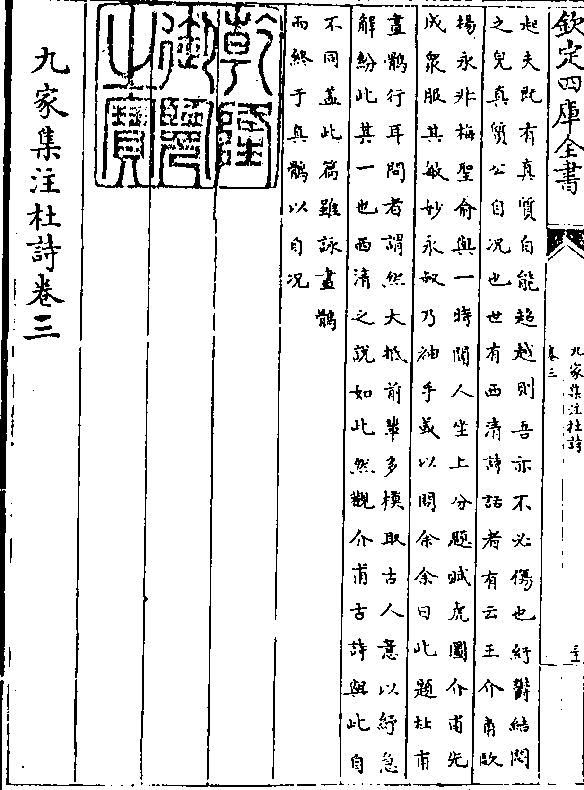 欽定四庫全書
九家集注杜詩
卷三
起夫既有真質自能超越則吾亦不必傷也紓鬱結悶
之皃真質公自况也世有西清詩話者有云王介甫歐
楊永非梅聖俞與一時聞人坐上分題賦虎圖介甫先
成衆服其敏妙永叔乃袖手或以問余余曰此題杜甫
畫鶻行耳問者謂然大抵前輩多模取古人意以紓急
解紛此其一也西清之說如此然觀介甫古詩與此自
不同蓋此篇雖詠畫鶻
而終于真鶻以自况
乾隆御覽之寶
九家集注杜詩卷三